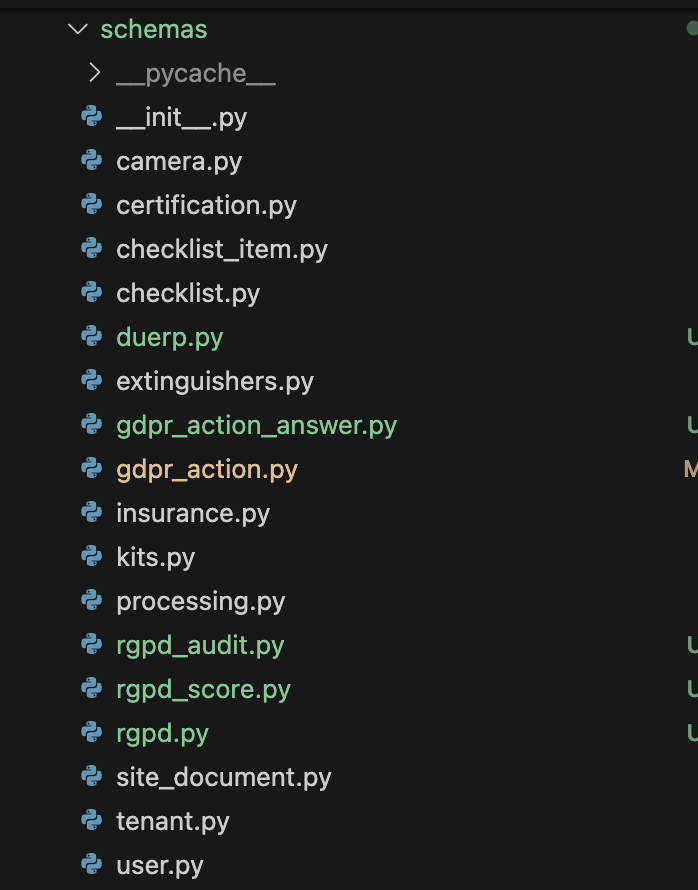 schemas
__pycache__
__init__.py
camera.py
certification.py
checklist_item.py
checklist.py
duerp.py U
extinguishers.py
gdpr_action_answer.py U
gdpr_action.py M
insurance.py
kits.py
processing.py
rgpd_audit.py U
rgpd_score.py U
rgpd.py U
site_document.py
tenant.py
user.py